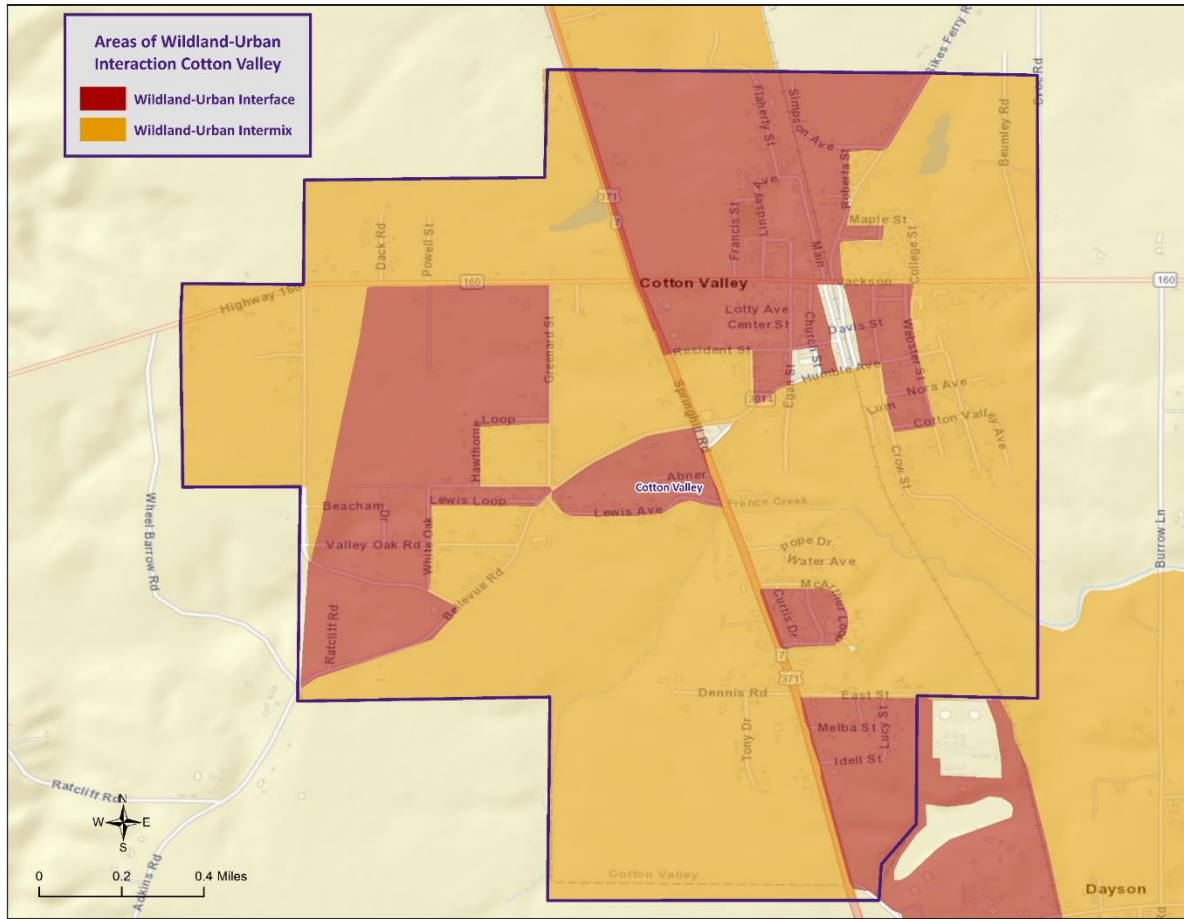 Areas of Wildland-Urban
Interaction Cotton Valley
Wildland-Urban Interface
Wildland-Urban Intermix
Sikes Ferry R
Croc Rd
Beumley Rd
Flaherty St
Simpson Ave
Roberta St
Lindsey Ave
Francis St
Main
Maple St
College St
371
7
Dack Rd
Powell St
Highway 160
160
Cotton Valley
Jackson
160
Lotty Ave
Center St
Church St
Davis St
Webster St
Greenard St
Resident St
Springhill Rd
Egan St
Humble Ave
3014
Nora Ave
Lum
Cotton Valley Ave
Loop
Hawthorne
Crow St
Abner
Cotton Valley
Lewis Loop
Lewis Ave
French Creek
Beacham
Dr
White Oak
Valley Oak Rd
Pope Dr
Water Ave
McArthur Loop
Curtis Dr
Bellevue Rd
Ratcliff Rd
Wheel Barrow Rd
Burrow Ln
7
371
Dennis Rd
East St
Tony Dr
Melba St
Lucy St
Idell St
Ratcliff Rd
Adkins Rd
N
W E
S
0 0.2 0.4 Miles
Cotton Valley
Dayson
Rd